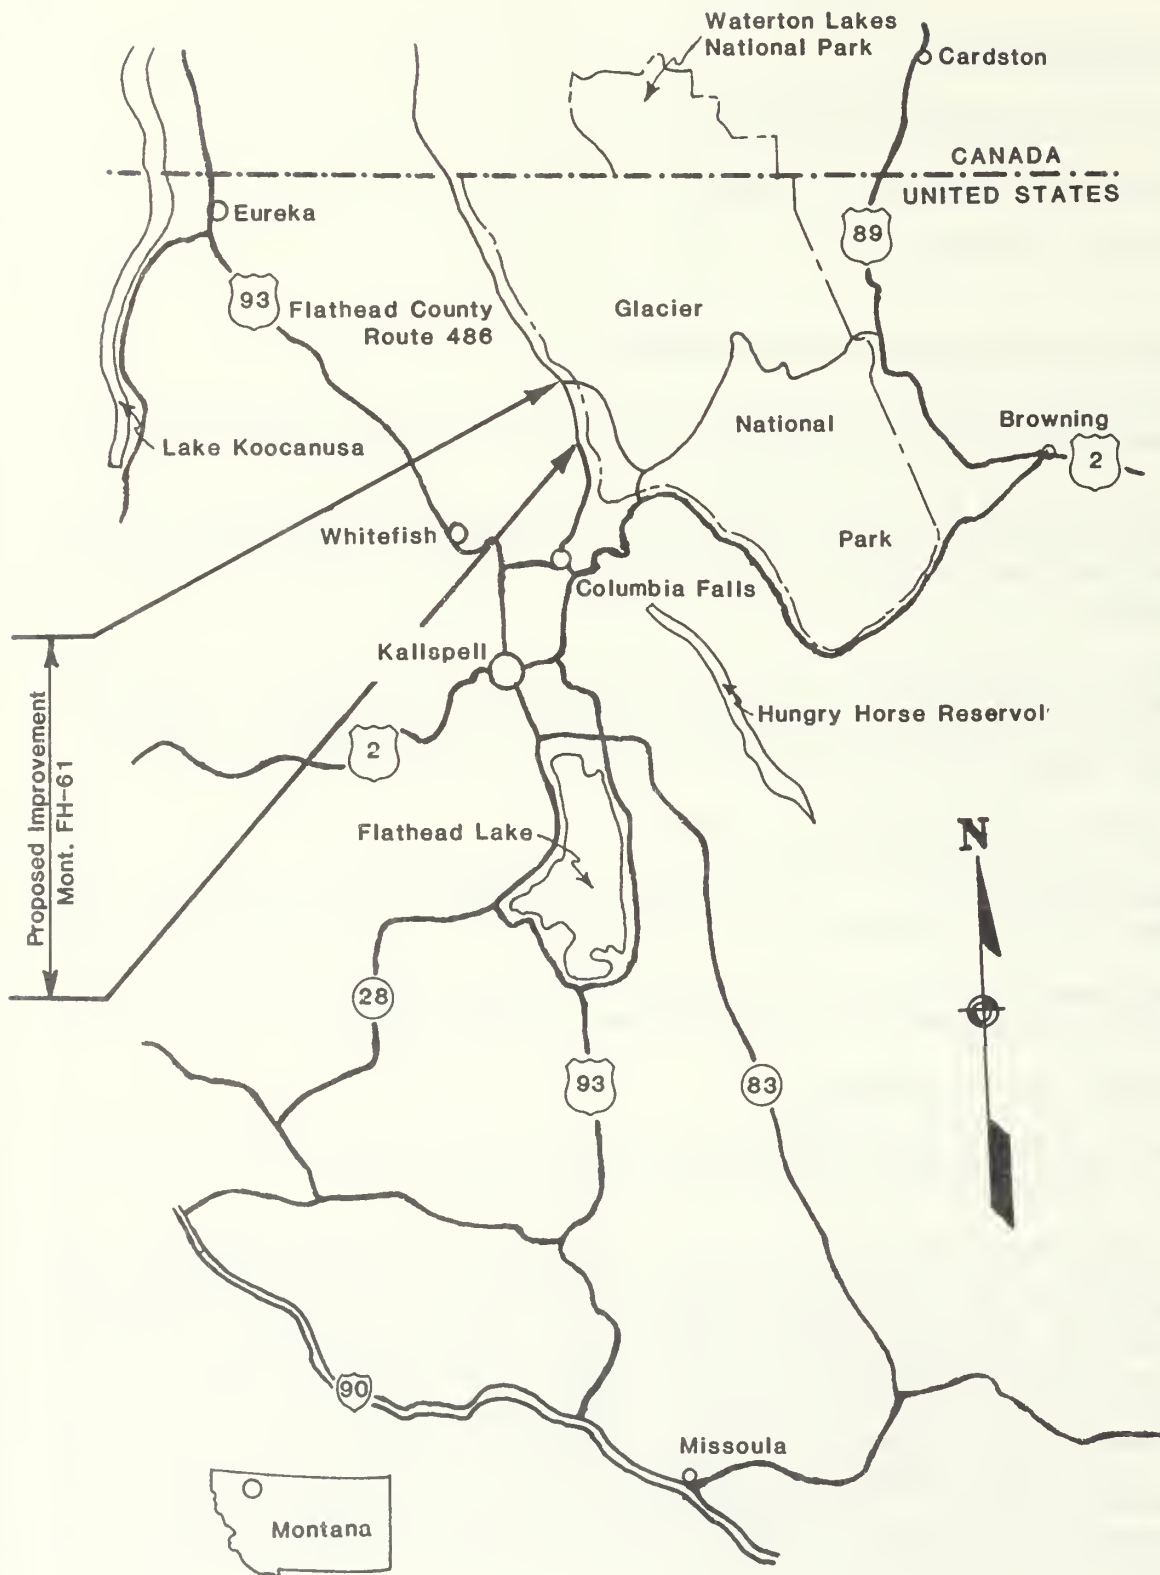 Waterton Lakes
National Park
Cardston
CANADA
UNITED STATES
Eureka
89
93
Flathead County
Route 486
Glacier
Lake Koocanusa
National
Browning
2
Whitefish
Park
Columbia Falls
Kalispell
Hungry Horse Reservoi
2
Proposed Improvement
Mont. FH-61
Flathead Lake
N
28
93
83
90
Missoula
Montana